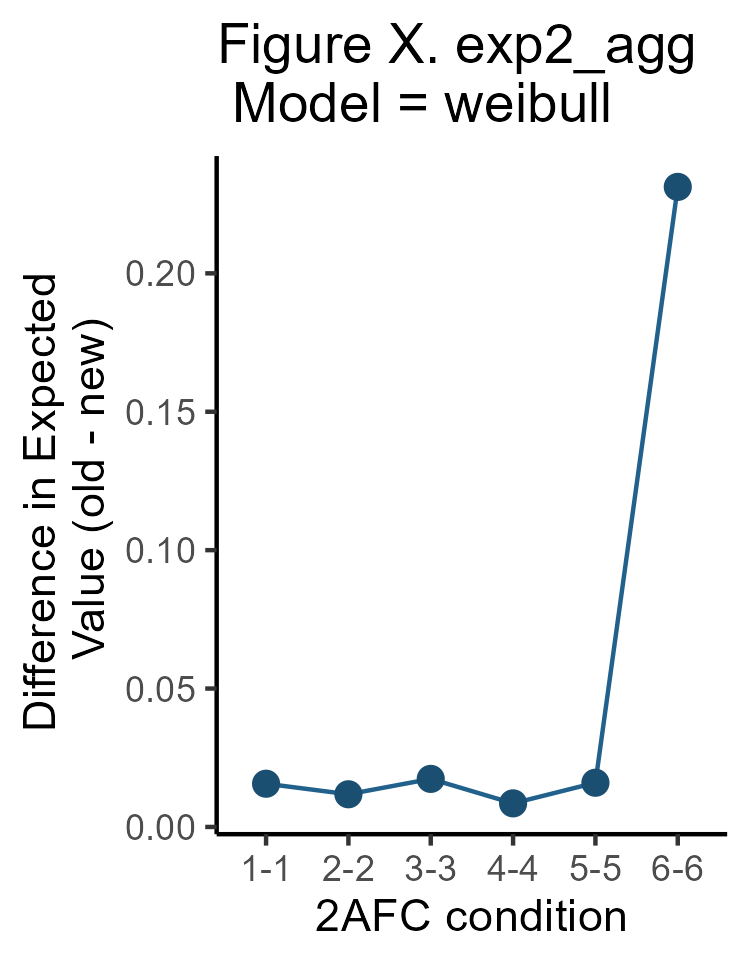 Figure X. exp2_agg
Model = weibull
Difference in Expected
Value (old - new)
0.20
0.15
0.10
0.05
0.00
1-1 2-2 3-3 4-4 5-5 6-6
2AFC condition